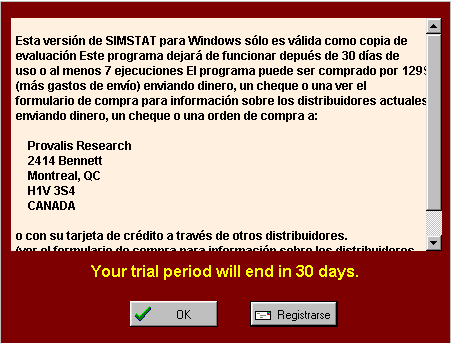 Esta versión de SIMSTAT para Windows sólo es válida como copia de
evaluación Este programa dejará de funcionar depués de 30 días de
uso o al menos 7 ejecuciones El programa puede ser comprado por 129$
(más gastos de envío) enviando dinero, un cheque o una ver el
formulario de compra para información sobre los distribuidores actuales
enviando dinero, un cheque o una orden de compra a:
Provalis Research
2414 Bennett
Montreal, QC
H1V 3S4
CANADA
o con su tarjeta de crédito a través de otros distribuidores.
(ver el formulario de compra para información sobre los distribuidores
Your trial period will end in 30 days.
OK
Registrarse